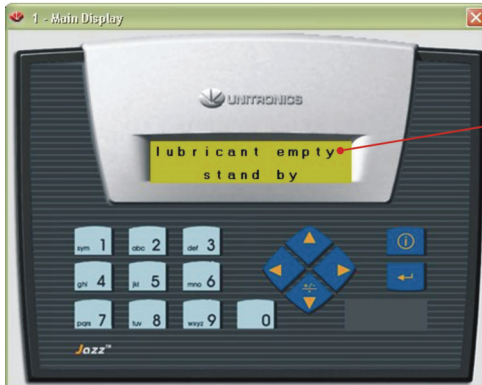 1 - Main Display
UNITRONICS
lubricant empty
stand by
sym 1 abc 2 def 3
ghi 4 jkl 5 mno 6
+/-
pqrs 7 tuv 8 wxyz 9 0
Jazz™